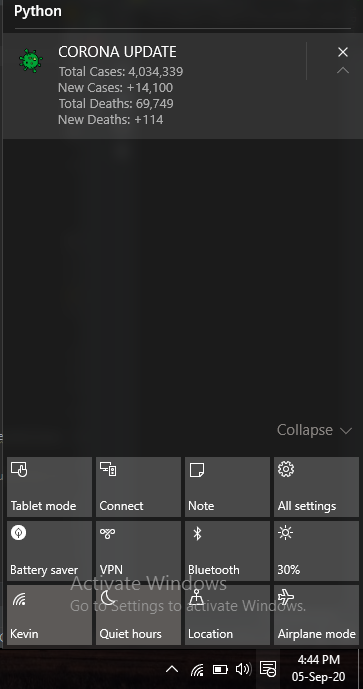 Python
CORONA UPDATE
Total Cases: 4,034,339
New Cases: +14,100
Total Deaths: 69,749
New Deaths: +114
Collapse
Tablet mode
Connect
Note
All settings
Battery saver
VPN
Bluetooth
30%
Activate Windows
Go to Settings to activate Windows.
Kevin
Quiet hours
Location
Airplane mode
4:44 PM
05-Sep-20